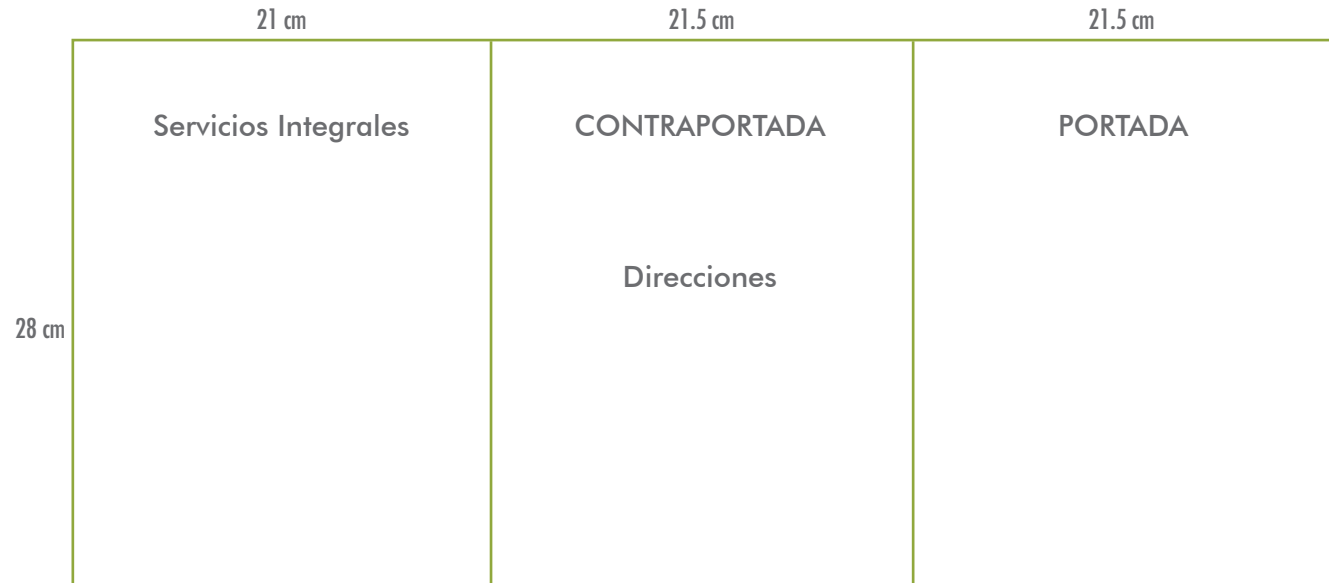 21 cm
21.5 cm
21.5 cm
Servicios Integrales
CONTRAPORTADA
PORTADA
Direcciones
28 cm